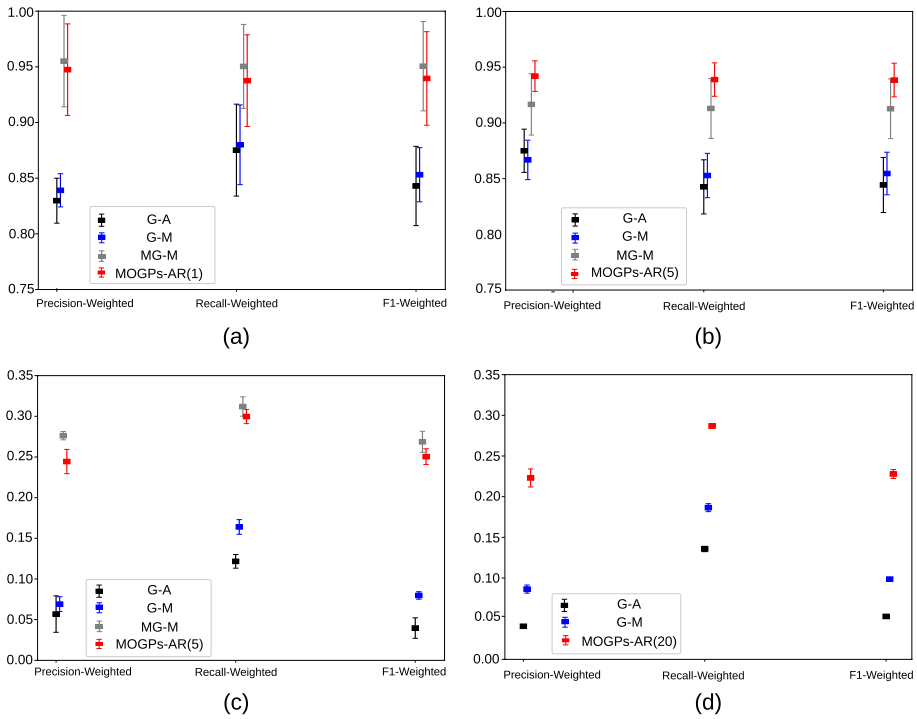 1.00
0.95
0.90
0.85
0.80
0.75
G-A
G-M
MG-M
MOGPs-AR(1)
Precision-Weighted Recall-Weighted F1-Weighted
(a)
1.00
0.95
0.90
0.85
0.80
0.75
G-A
G-M
MG-M
MOGPs-AR(5)
Precision-Weighted Recall-Weighted F1-Weighted
(b)
0.35
0.30
0.25
0.20
0.15
0.10
0.05
0.00
G-A
G-M
MG-M
MOGPs-AR(5)
Precision-Weighted Recall-Weighted F1-Weighted
(c)
0.35
0.30
0.25
0.20
0.15
0.10
0.05
0.00
G-A
G-M
MOGPs-AR(20)
Precision-Weighted Recall-Weighted F1-Weighted
(d)